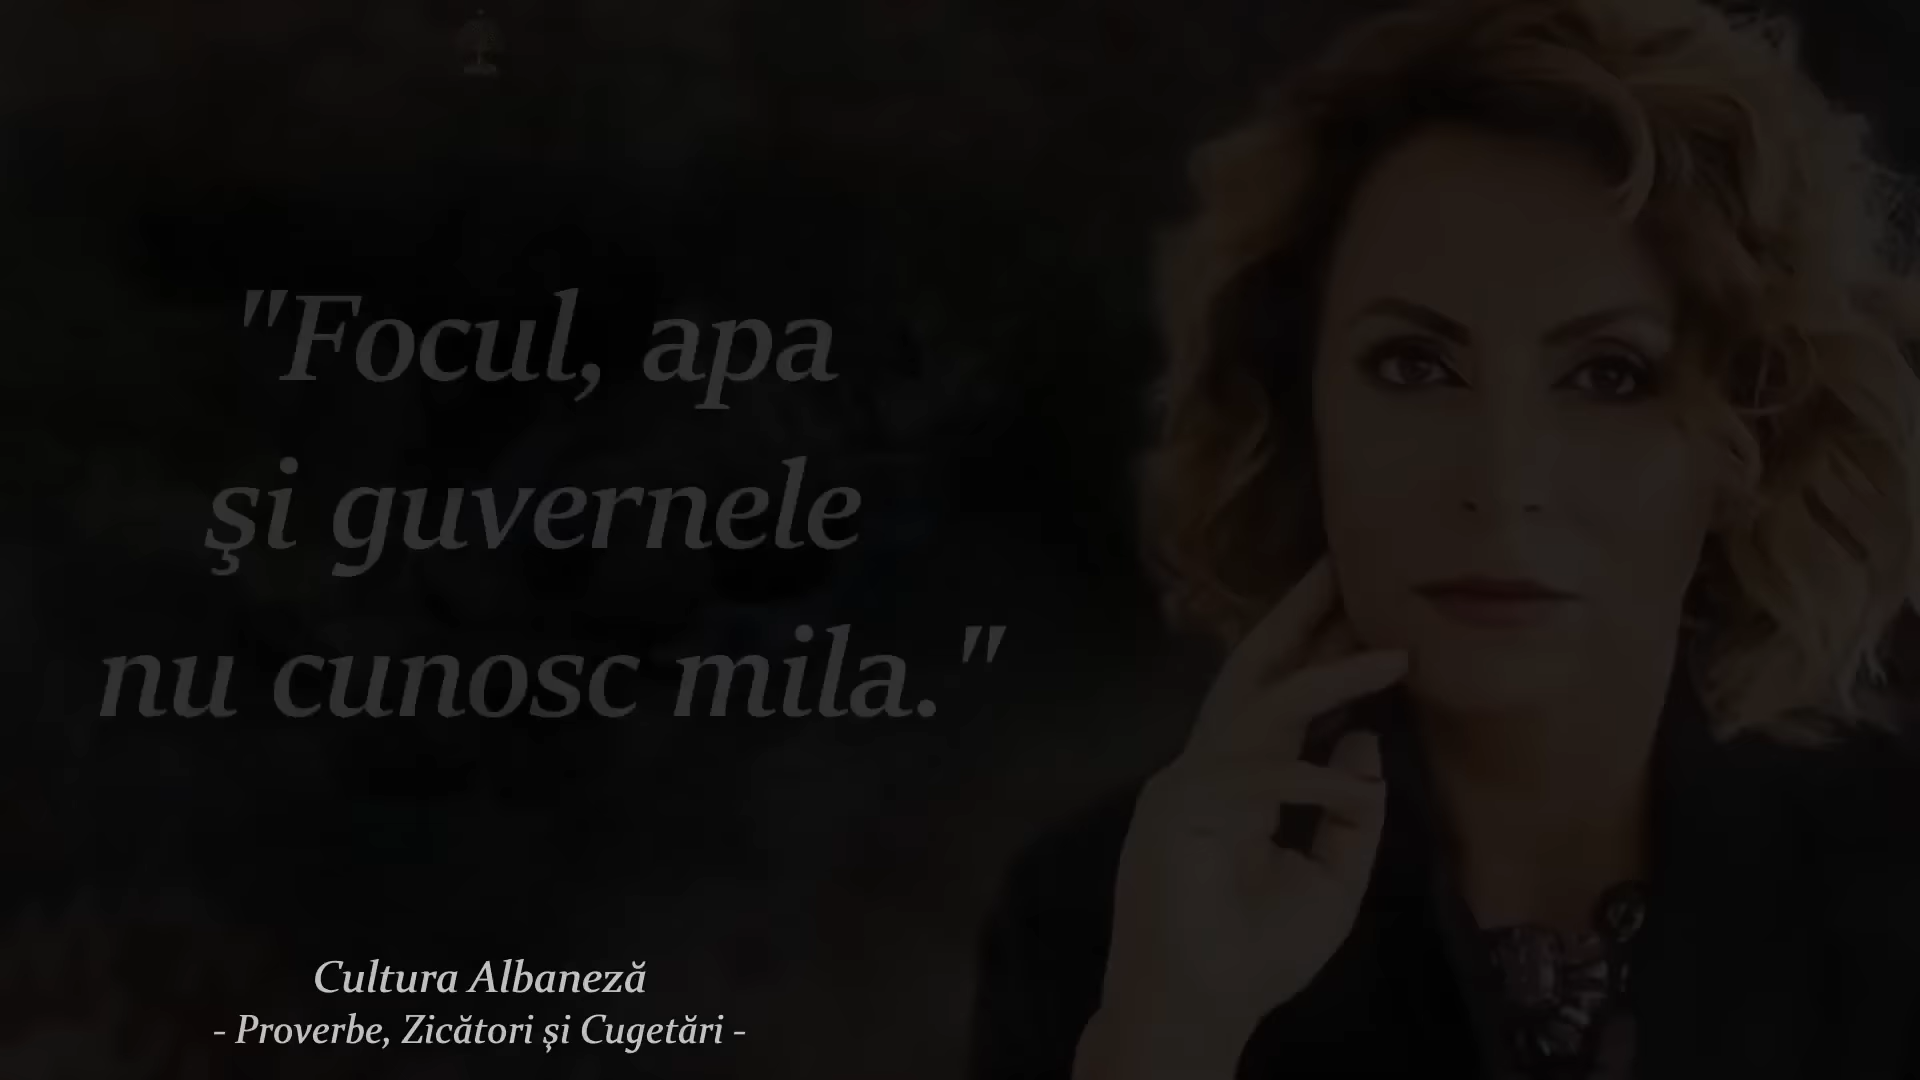 "Focul, apa
şi guvernele
nu cunosc mila."
Cultura Albaneză
- Proverbe, Zicători și Cugetări -